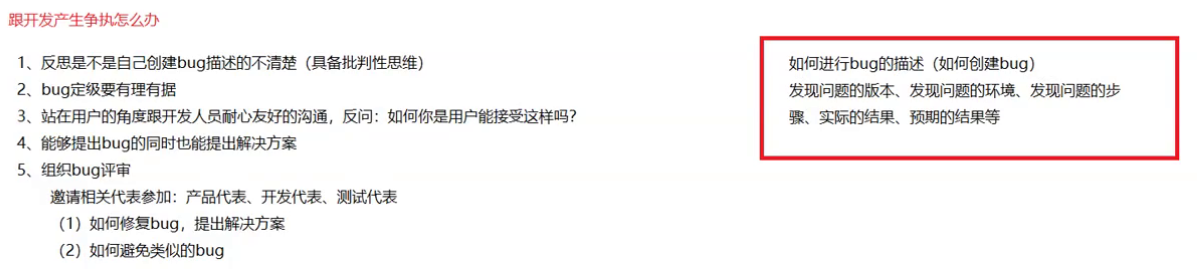 跟开发产生争执怎么办
1、反思是不是自己创建bug描述的不清楚（具备批判性思维）
2、bug定级要有理有据
3、站在用户的角度跟开发人员耐心友好的沟通，反问：如何你是用户能接受这样吗？
4、能够提出bug的同时也能提出解决方案
5、组织bug评审
邀请相关代表参加：产品代表、开发代表、测试代表
（1）如何修复bug，提出解决方案
（2）如何避免类似的bug
如何进行bug的描述（如何创建bug）
发现问题的版本、发现问题的环境、发现问题的步
骤、实际的结果、预期的结果等